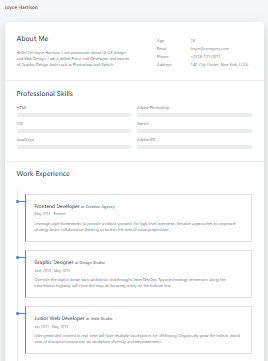 Joyce Harrison
About Me
Hello! I'm Joyce Harrison. I am passionate about UI/UX design
and Web Design. I am a skilled Front-end Developer and master
of Graphic Design tools such as Photoshop and Sketch.
Age: 28
Email: joyce@company.com
Phone:
Address: 140, City Center, New York, U.S.A
Professional Skills
HTML
Adobe Photoshop
CSS
Sketch
JavaScript
Adobe XD
Work Experience
Frontend Developer at Creative Agency
May, 2015 - Present
Leverage agile frameworks to provide a robust synopsis for high level overviews. Iterative approaches to corporate
strategy foster collaborative thinking to further the overall value proposition.
Graphic Designer at Design Studio
June, 2013 - May, 2015
Override the digital divide with additional clickthroughs from DevOps. Nanotechnology immersion along the
information highway will close the loop on focusing solely on the bottom line.
Junior Web Developer at Indie Studio
Jan, 2011 - May, 2013
User generated content in real-time will have multiple touchpoints for offshoring. Organically grow the holistic world
view of disruptive innovation via workplace diversity and empowerment.